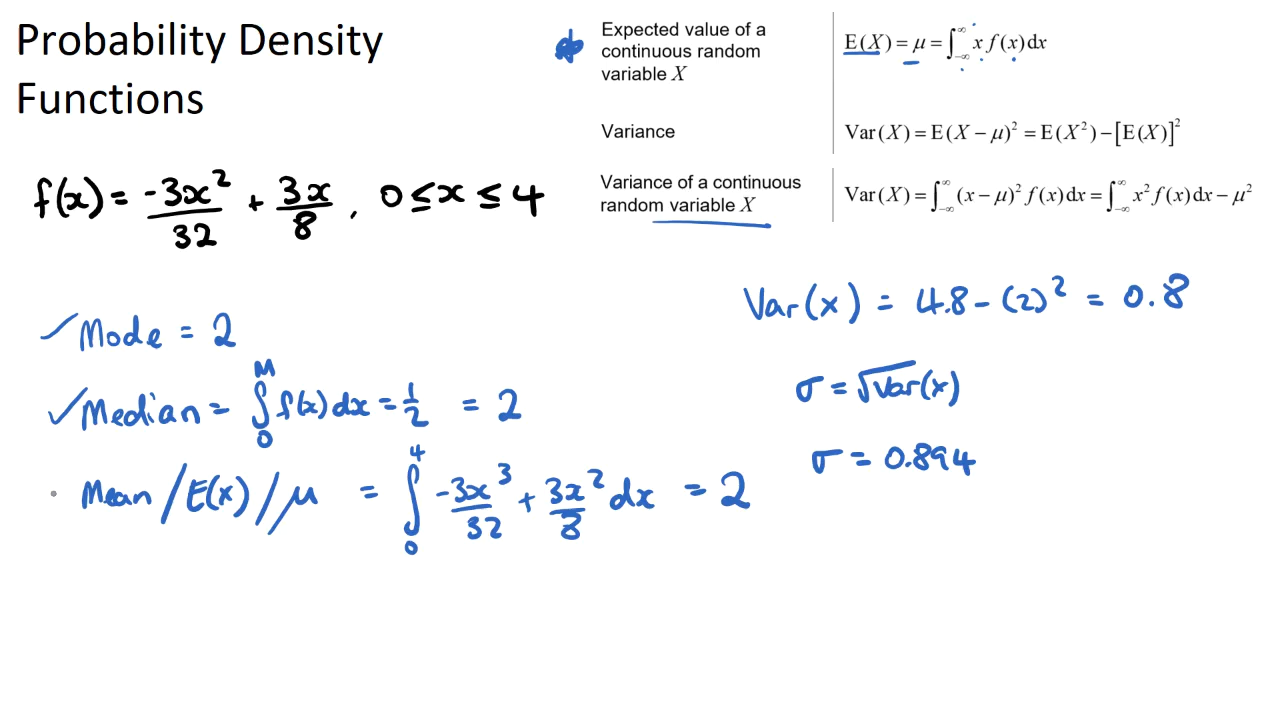 Probability Density
Functions
Expected value of a
continuous random
variable X
E(X) = μ = ∫_{-∞}^{∞} x f(x) dx
Variance
Var(X) = E(X − μ)² = E(X²) − [E(X)]²
Variance of a continuous
random variable X
Var(X) = ∫_{-∞}^{∞} (x − μ)² f(x) dx = ∫_{-∞}^{∞} x² f(x) dx − μ²
f(x) = -3x²/32 + 3x/8 , 0 ≤ x ≤ 4
✓ Mode = 2
✓ Median = ∫_0^M f(x) dx = 1/2 = 2
Mean / E(x) / μ = ∫_0^4 -3x³/32 + 3x²/8 dx = 2
Var(x) = 4.8 - (2)² = 0.8
σ = √Var(x)
σ = 0.894